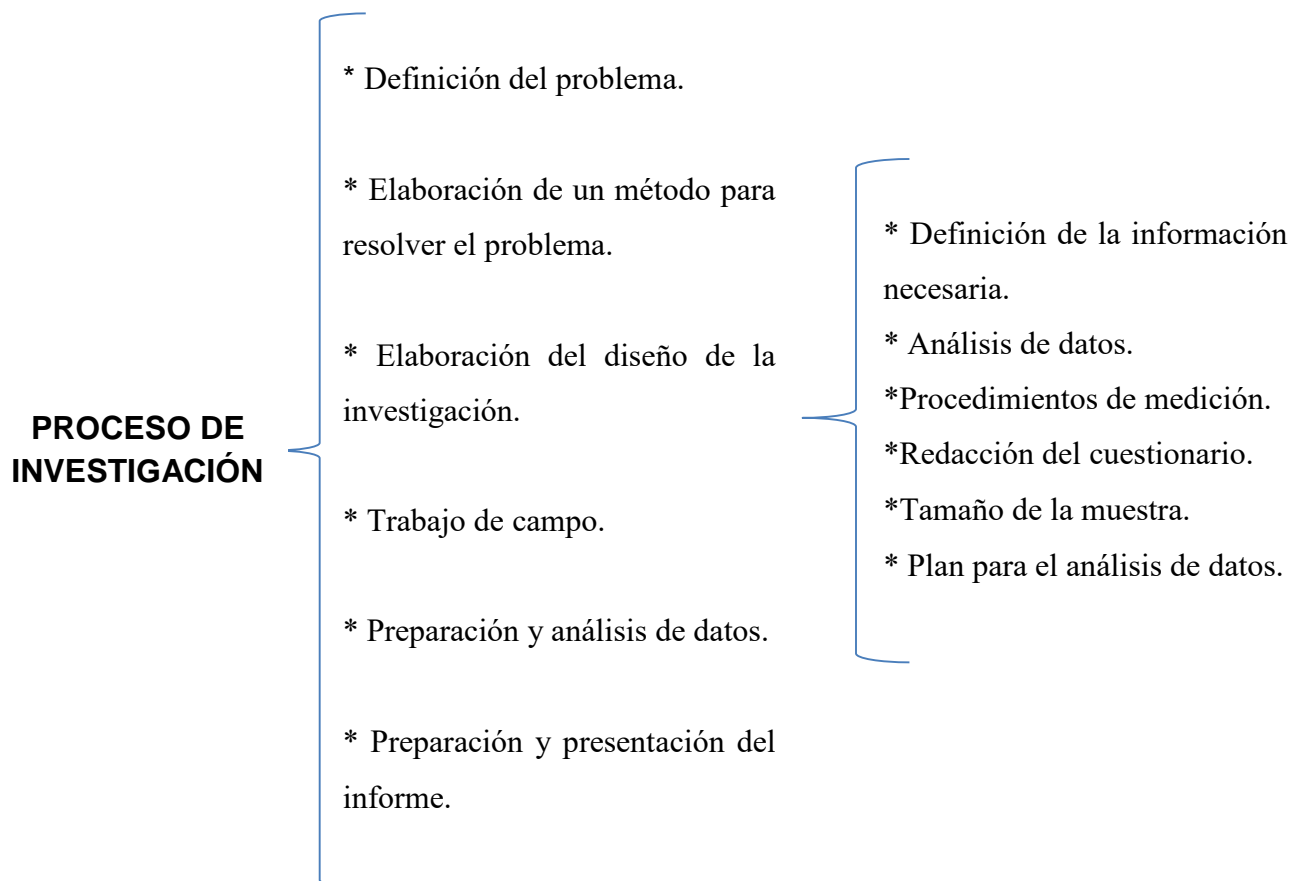 PROCESO DE
INVESTIGACIÓN
* Definición del problema.
* Elaboración de un método para
resolver el problema.
* Elaboración del diseño de la
investigación.
* Trabajo de campo.
* Preparación y análisis de datos.
* Preparación y presentación del
informe.
* Definición de la información
necesaria.
* Análisis de datos.
*Procedimientos de medición.
*Redacción del cuestionario.
*Tamaño de la muestra.
* Plan para el análisis de datos.